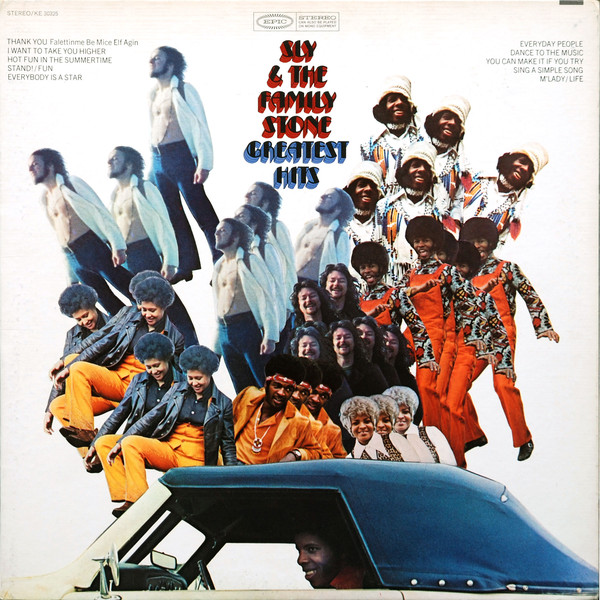 STEREO/KE 30325
EPIC
STEREO
THANK YOU Falettinme Be Mice Elf Agin
I WANT TO TAKE YOU HIGHER
HOT FUN IN THE SUMMERTIME
STAND!/FUN
EVERYBODY IS A STAR
SLY
& THE
FAMILY
STONE
GREATEST
HITS
EVERYDAY PEOPLE
DANCE TO THE MUSIC
YOU CAN MAKE IT IF YOU TRY
SING A SIMPLE SONG
M'LADY/LIFE